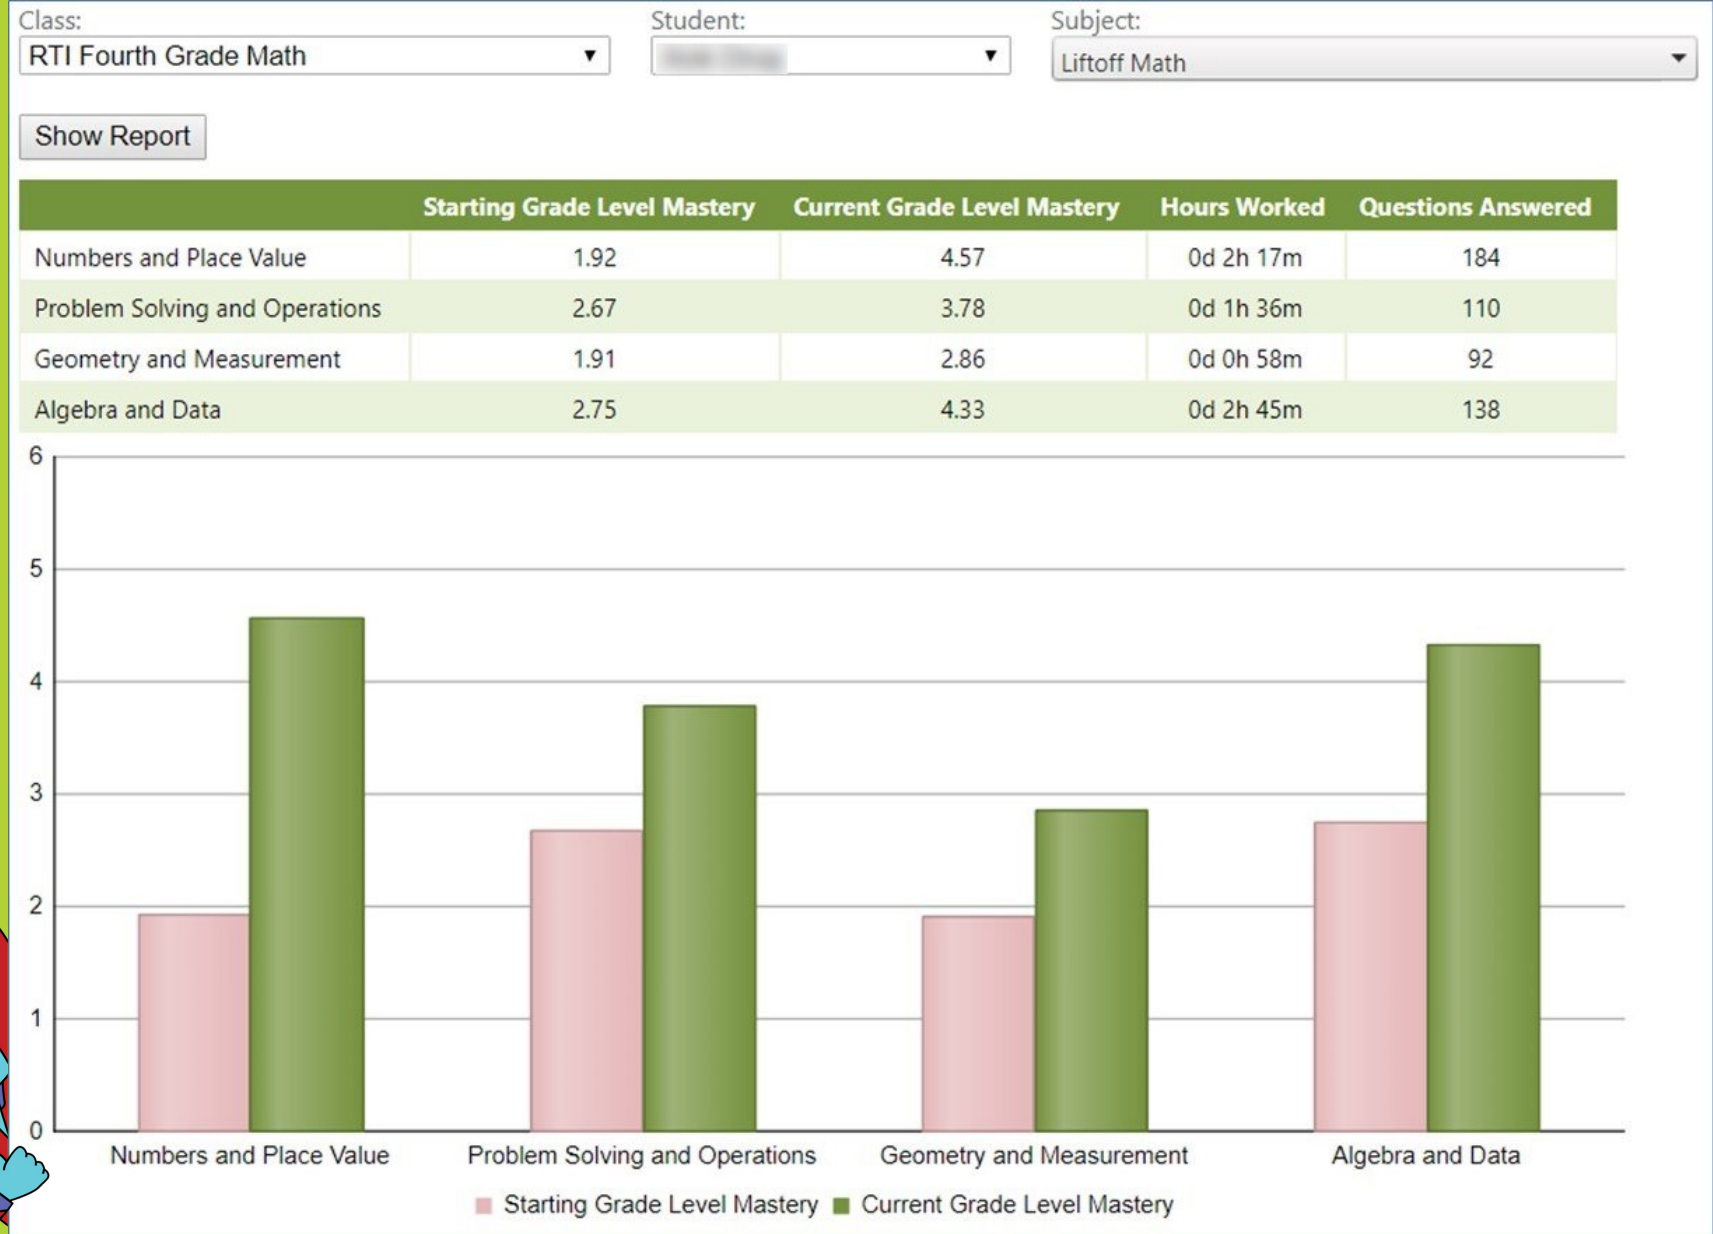 Class: Student: Subject:
RTI Fourth Grade Math Liftoff Math
Show Report
Starting Grade Level Mastery Current Grade Level Mastery Hours Worked Questions Answered
Numbers and Place Value 1.92 4.57 0d 2h 17m 184
Problem Solving and Operations 2.67 3.78 0d 1h 36m 110
Geometry and Measurement 1.91 2.86 0d 0h 58m 92
Algebra and Data 2.75 4.33 0d 2h 45m 138
6
5
4
3
2
1
0
Numbers and Place Value Problem Solving and Operations Geometry and Measurement Algebra and Data
Starting Grade Level Mastery Current Grade Level Mastery